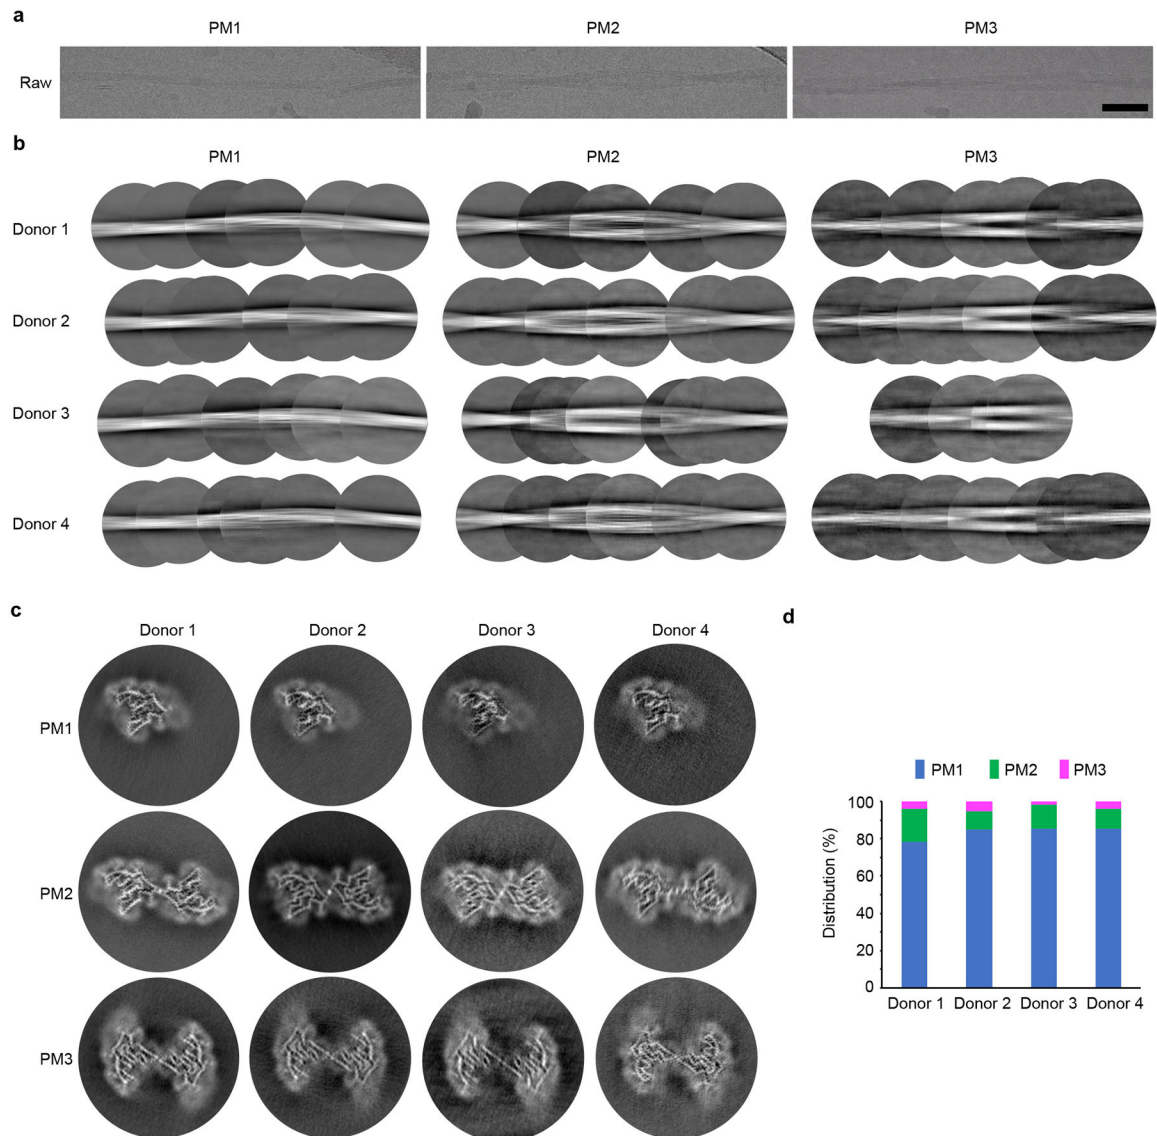 a
PM1 PM2 PM3
Raw
b
PM1 PM2 PM3
Donor 1
Donor 2
Donor 3
Donor 4
c
Donor 1 Donor 2 Donor 3 Donor 4
PM1
PM2
PM3
d
PM1 PM2 PM3
Distribution (%)
100
80
60
40
20
0
Donor 1 Donor 2 Donor 3 Donor 4